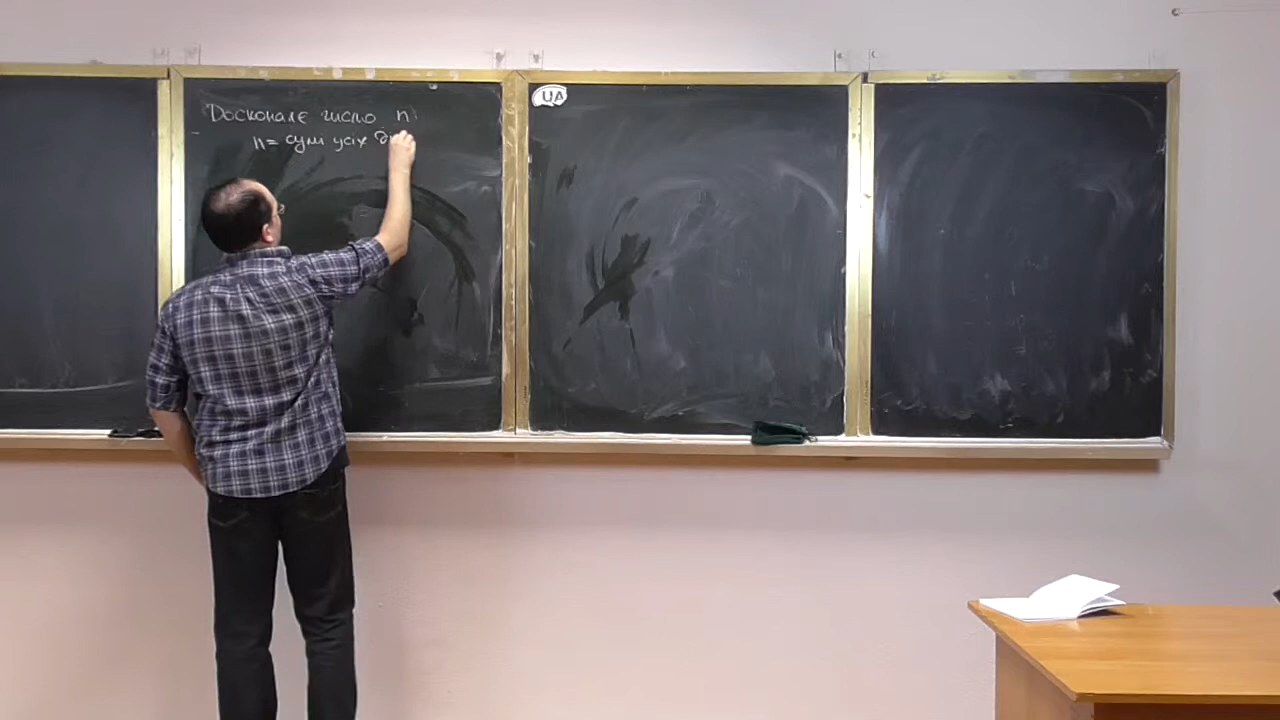 Досконале число n:
n = сумі усіх
UA